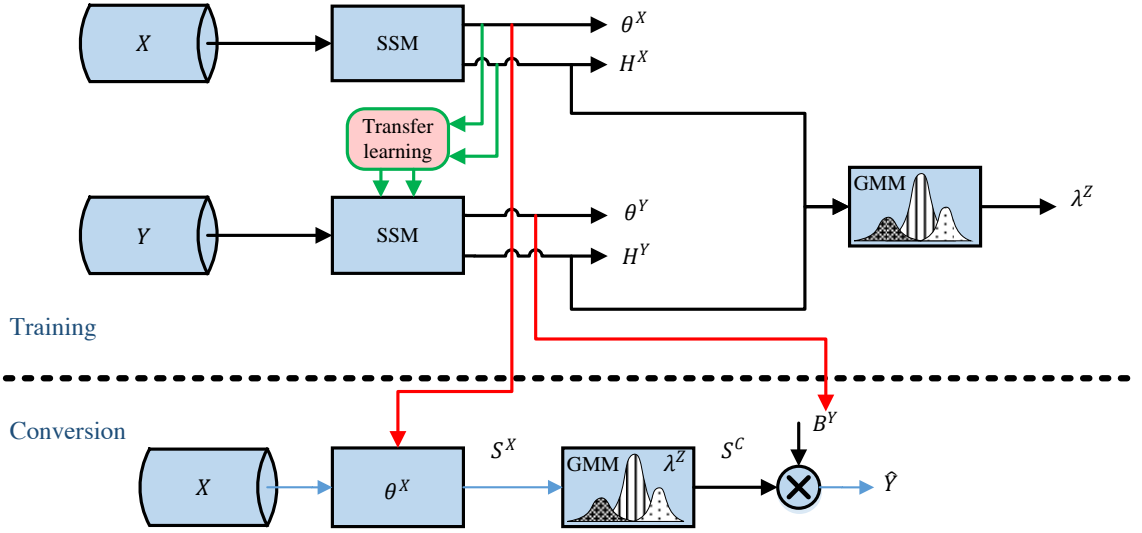 X
SSM
θ^X
H^X
Transfer
learning
GMM
λ^Z
Y
SSM
θ^Y
H^Y
Training
Conversion
B^Y
X
θ^X
S^X
GMM
λ^Z
S^C
Ŷ